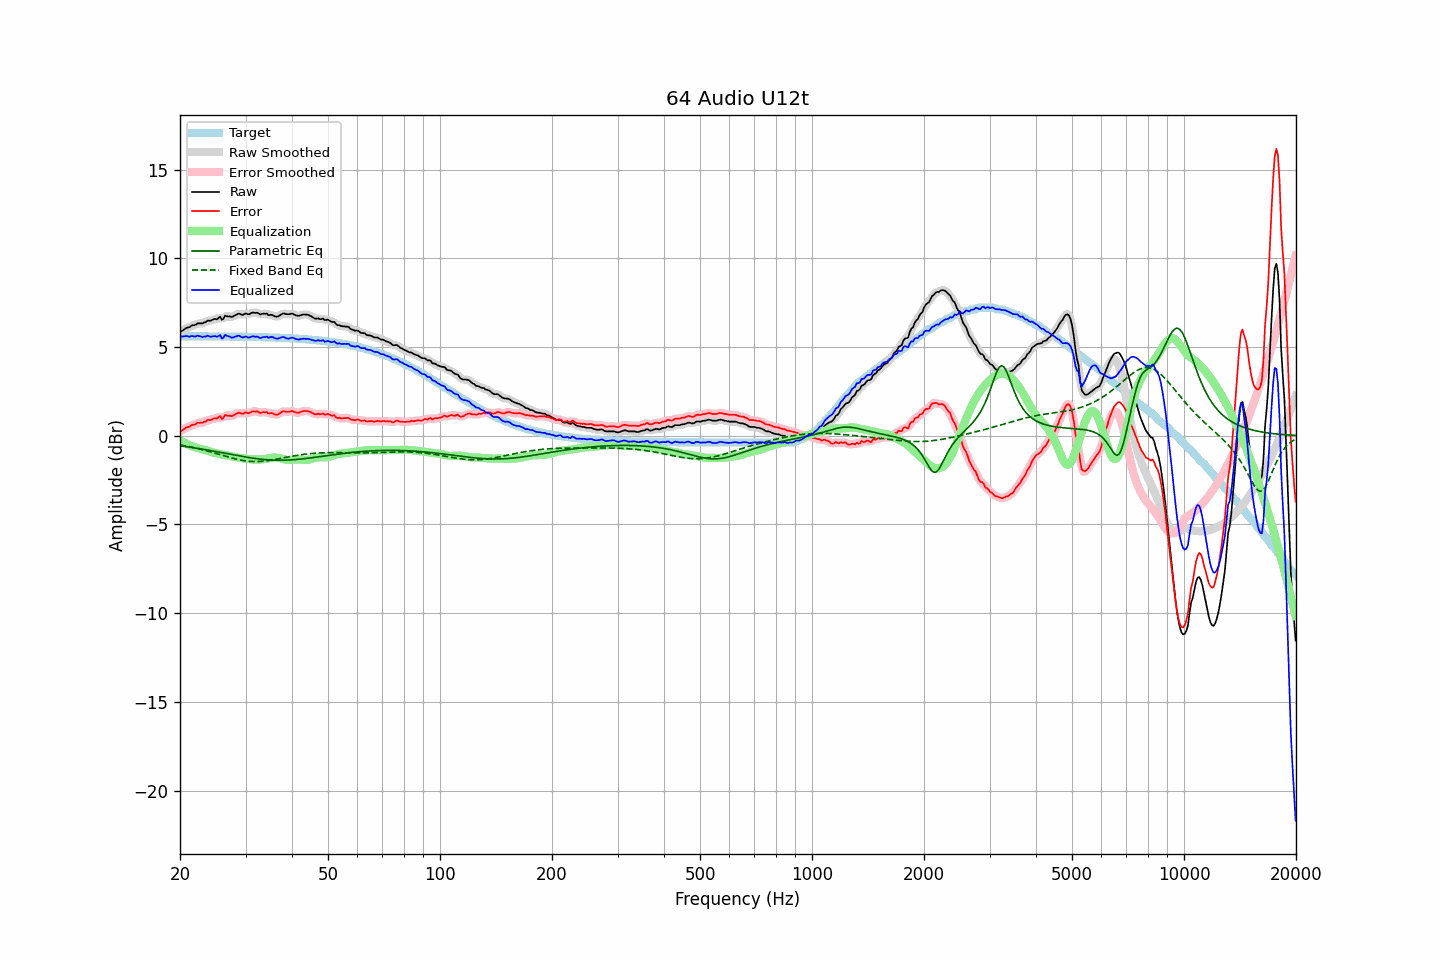 64 Audio U12t
Target
Raw Smoothed
Error Smoothed
Raw
Error
Equalization
Parametric Eq
Fixed Band Eq
Equalized
15
10
5
0
−5
−10
−15
−20
Amplitude (dBr)
20
50
100
200
500
1000
2000
5000
10000
20000
Frequency (Hz)